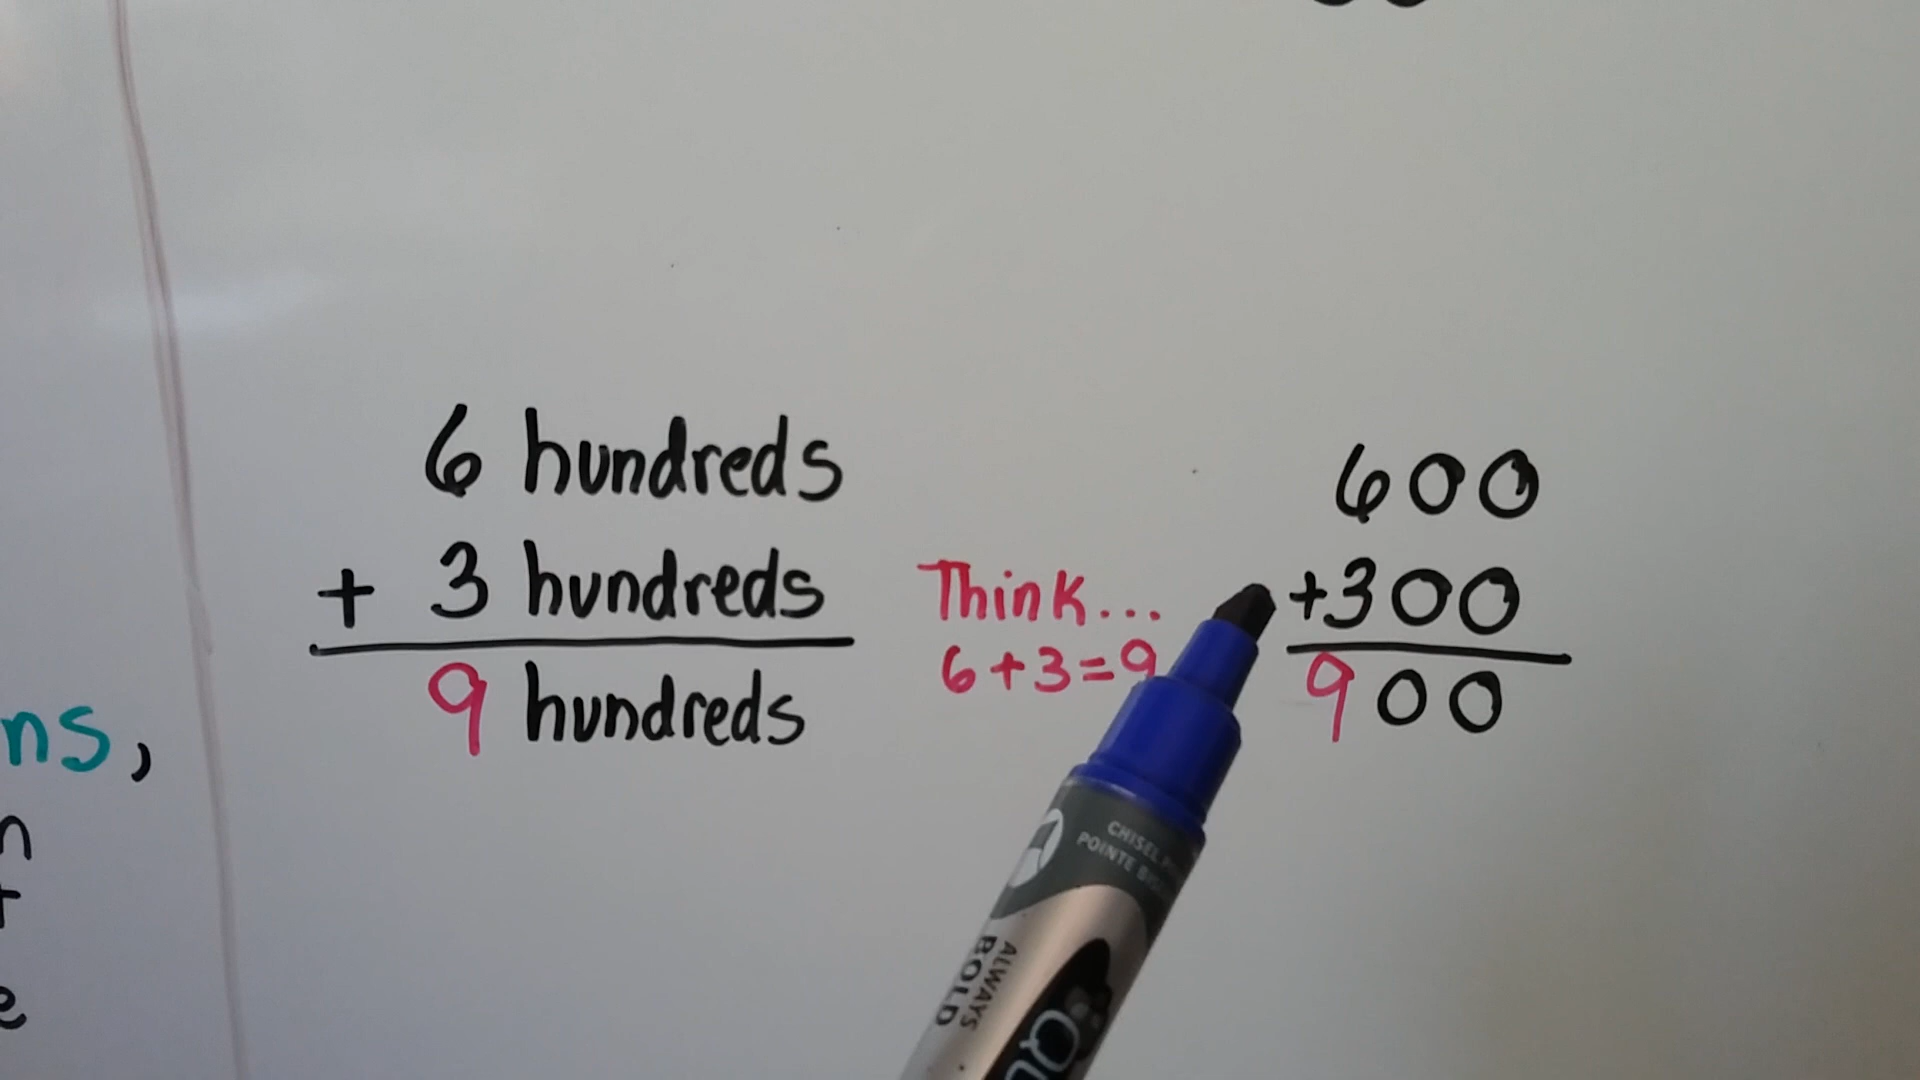 6 hundreds
+ 3 hundreds
9 hundreds
Think...
6+3=9
600
+300
900
ns,
n
e
CHISEL
POINTE
ALWAYS
BOLD